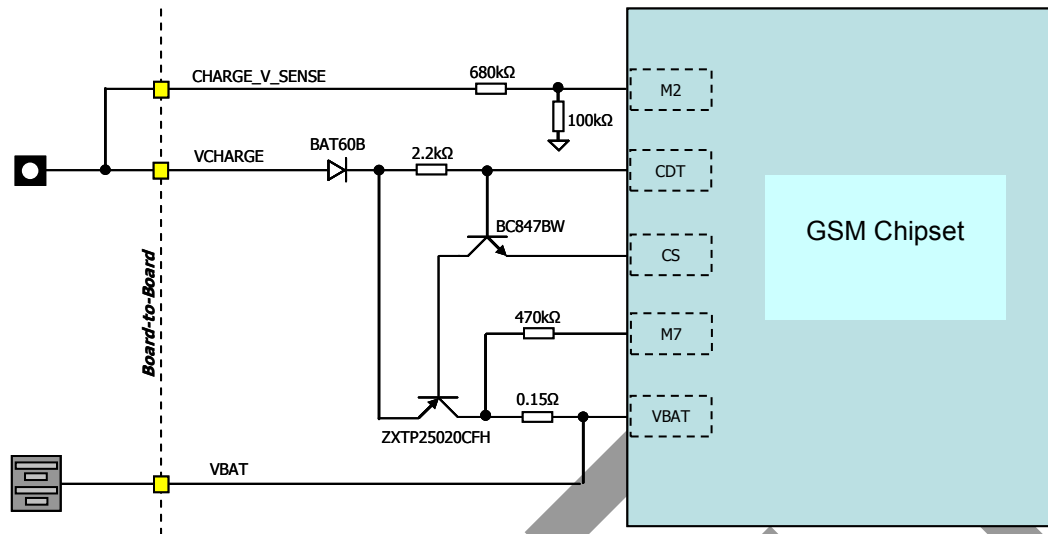 CHARGE_V_SENSE
680kΩ
M2
100kΩ
VCHARGE
BAT60B
2.2kΩ
CDT
GSM Chipset
BC847BW
CS
Board-to-Board
470kΩ
M7
0.15Ω
VBAT
ZXTP25020CFH
VBAT